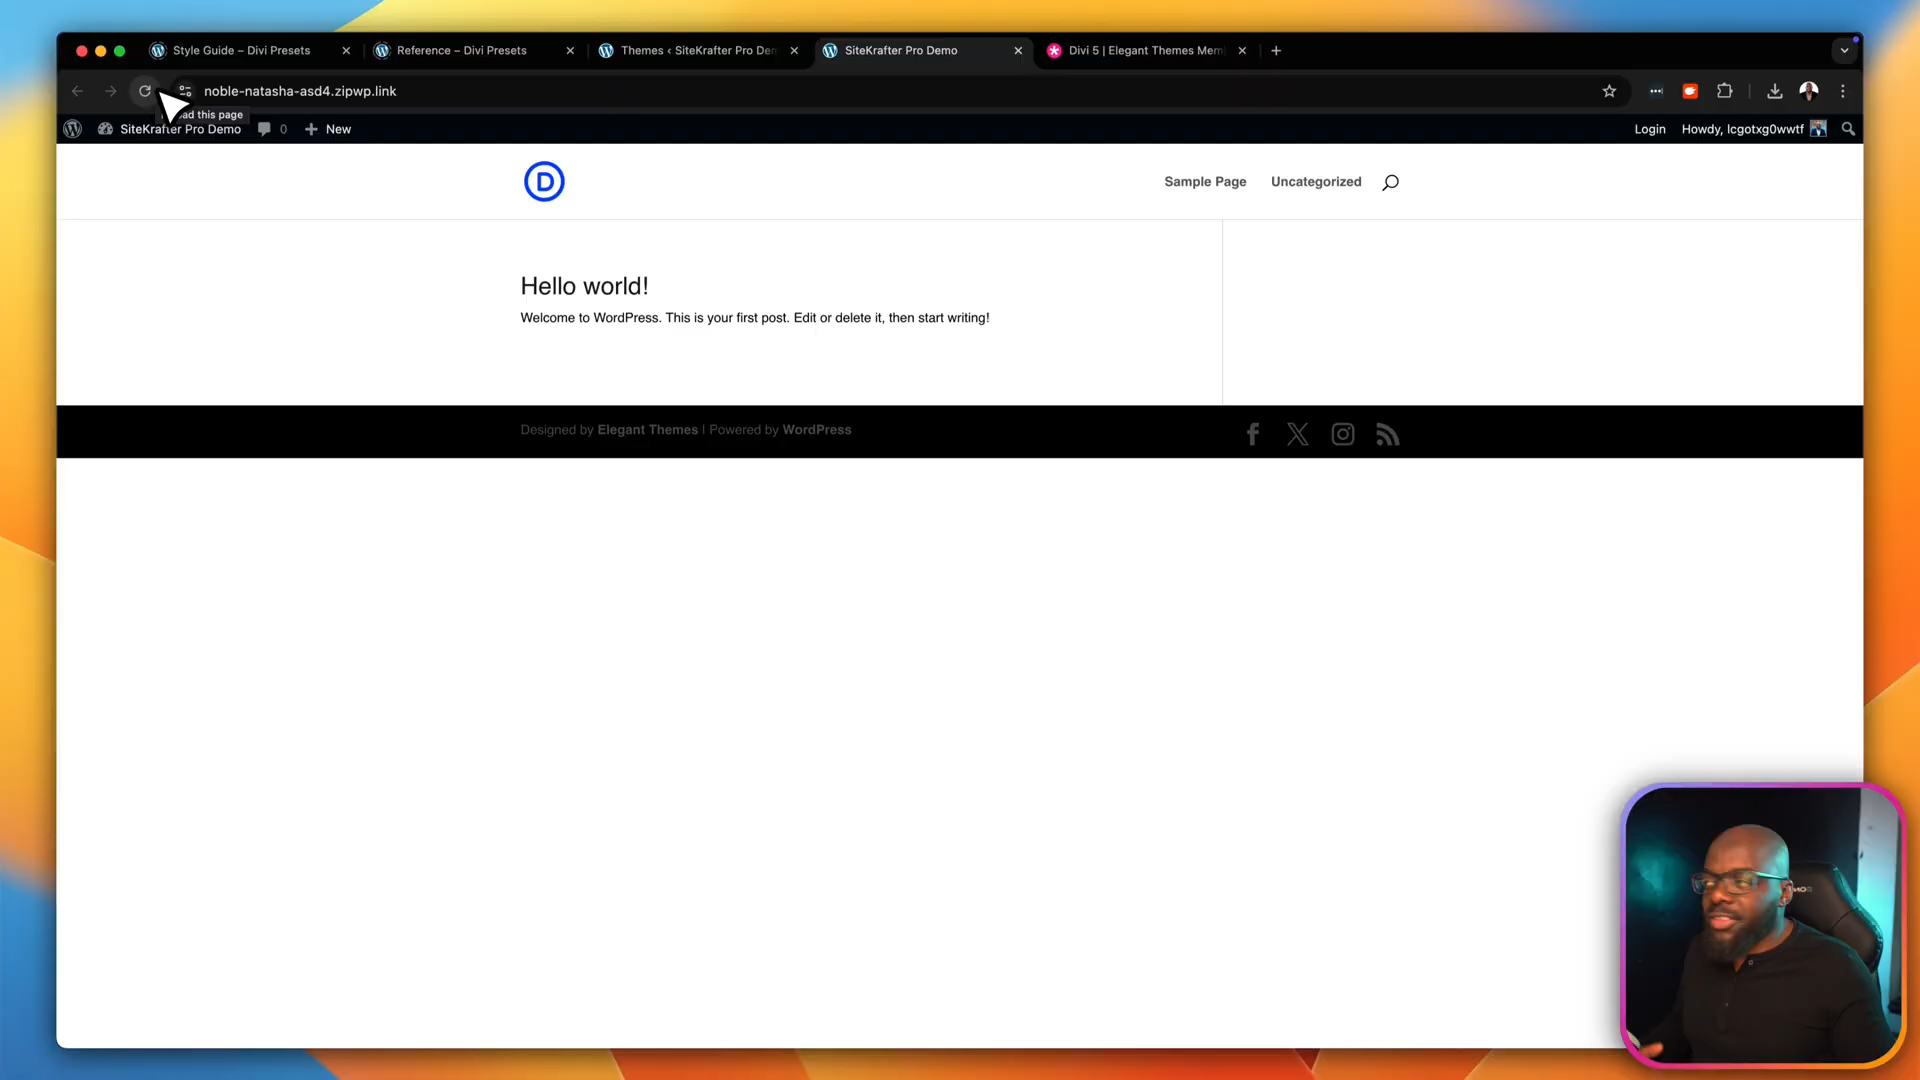 Style Guide – Divi Presets
Reference – Divi Presets
Themes ‹ SiteKrafter Pro Den
SiteKrafter Pro Demo
Divi 5 | Elegant Themes Mem
noble-natasha-asd4.zipwp.link
this page
SiteKrafter Pro Demo
0
New
Login
Howdy, lcgotxg0wwtf
D
Sample Page
Uncategorized
Hello world!
Welcome to WordPress. This is your first post. Edit or delete it, then start writing!
Designed by Elegant Themes | Powered by WordPress